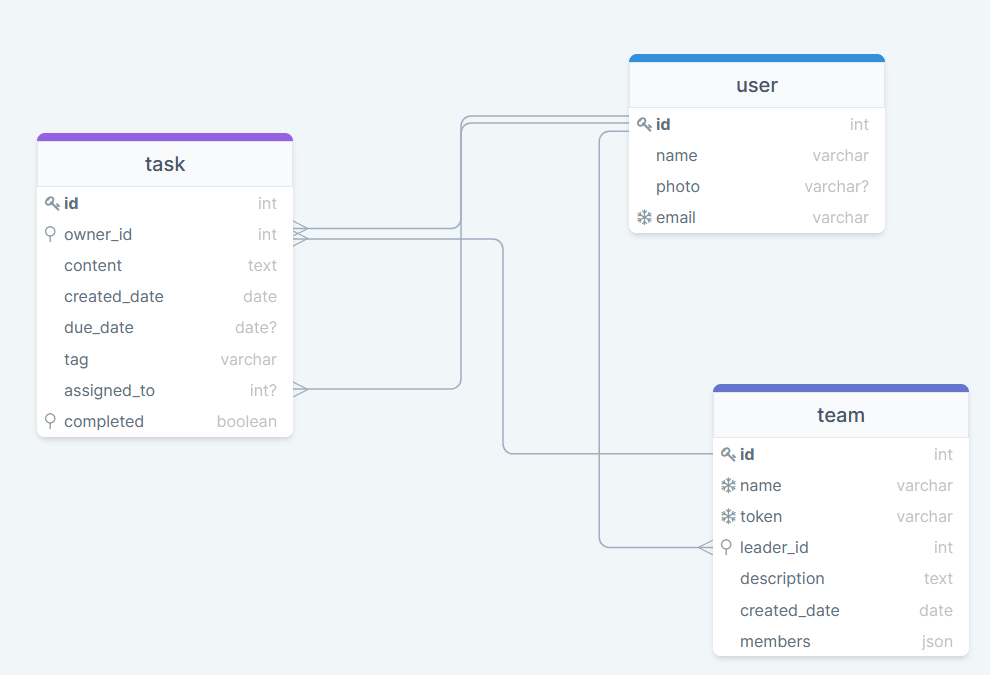 task
id int
owner_id int
content text
created_date date
due_date date?
tag varchar
assigned_to int?
completed boolean
user
id int
name varchar
photo varchar?
email varchar
team
id int
name varchar
token varchar
leader_id int
description text
created_date date
members json